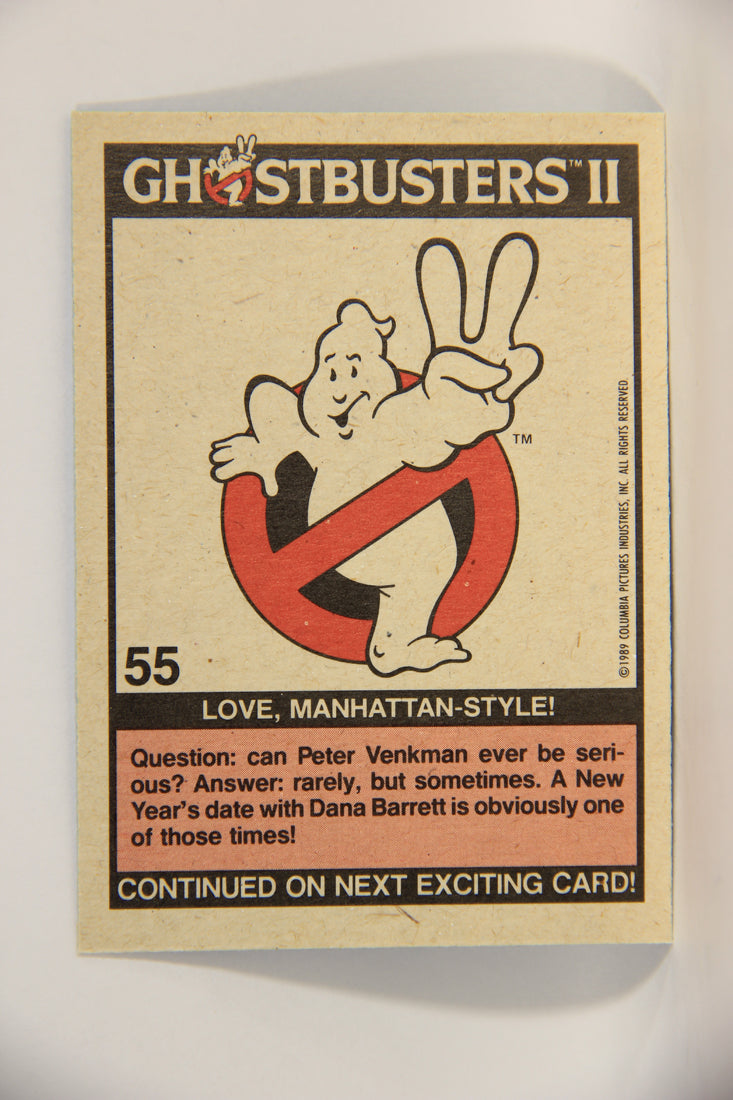 GHOSTBUSTERS™ II
TM
©1989 COLUMBIA PICTURES INDUSTRIES, INC. ALL RIGHTS RESERVED.
55
LOVE, MANHATTAN-STYLE!
Question: can Peter Venkman ever be seri-
ous? Answer: rarely, but sometimes. A New
Year's date with Dana Barrett is obviously one
of those times!
CONTINUED ON NEXT EXCITING CARD!